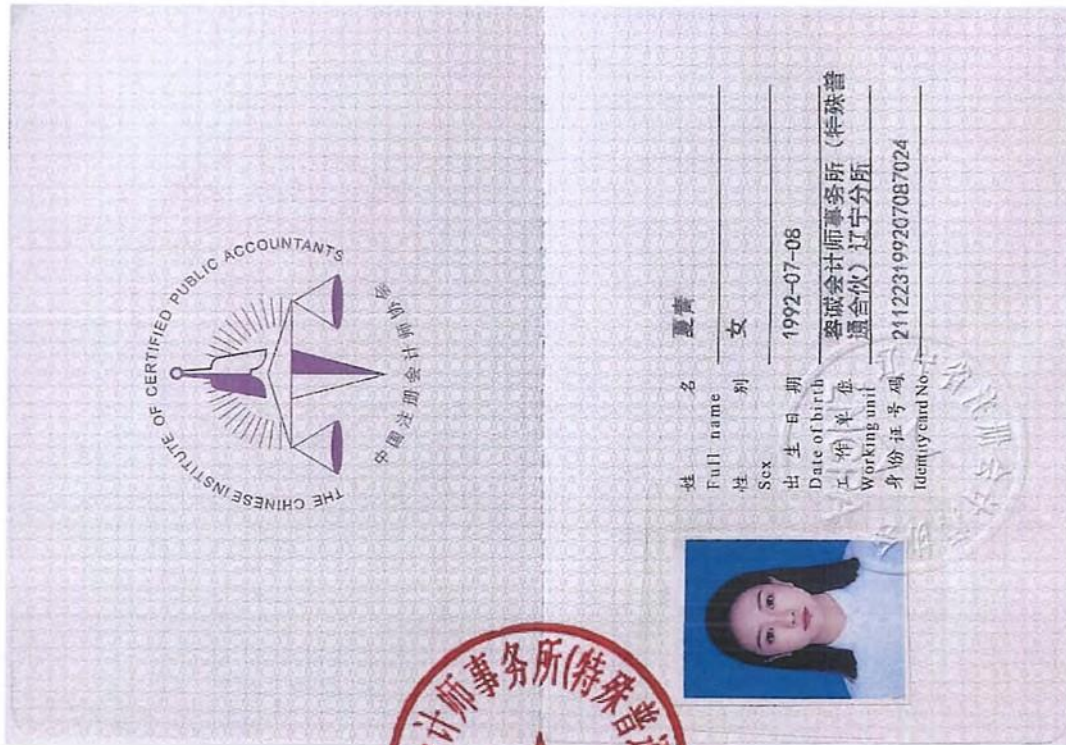 THE CHINESE INSTITUTE OF CERTIFIED PUBLIC ACCOUNTANTS
中国注册会计师协会
姓 名 夏青
Full name
性 别 女
Sex
出 生 日 期 1992-07-08
Date of birth
工 作 单 位 容诚会计师事务所（特殊普
Working unit 通合伙）辽宁分所
身 份 证 号 码 211223199207087024
Identity card No
计师事务所(特殊普通